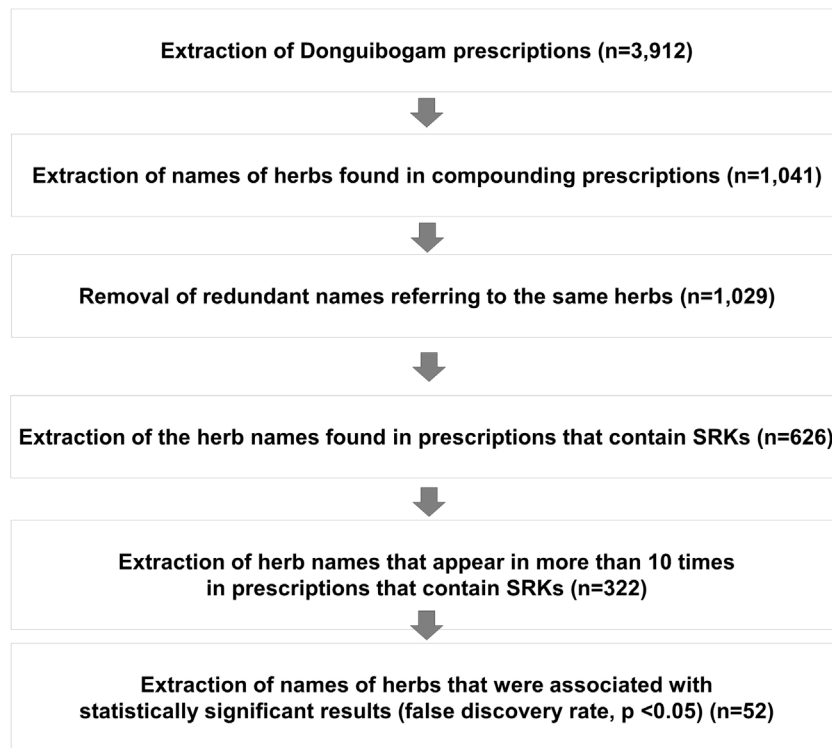 Extraction of Donguibogam prescriptions (n=3,912)
Extraction of names of herbs found in compounding prescriptions (n=1,041)
Removal of redundant names referring to the same herbs (n=1,029)
Extraction of the herb names found in prescriptions that contain SRKs (n=626)
Extraction of herb names that appear in more than 10 times
in prescriptions that contain SRKs (n=322)
Extraction of names of herbs that were associated with
statistically significant results (false discovery rate, p <0.05) (n=52)